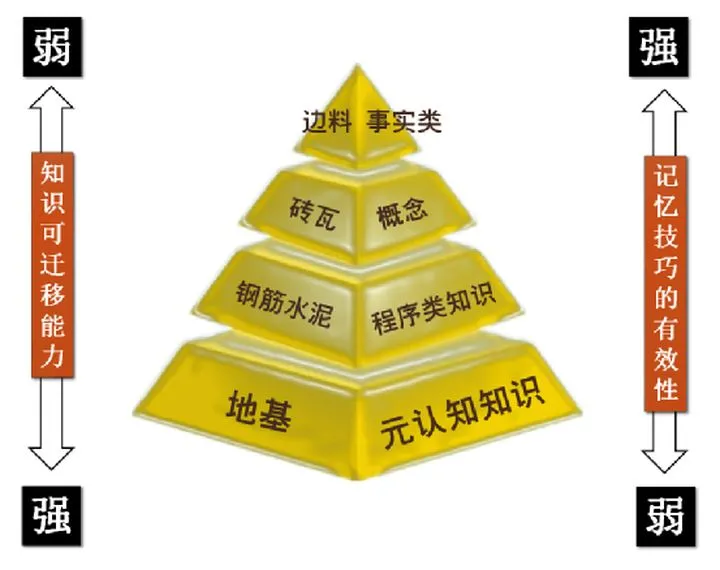 弱
强
边料 事实类
砖瓦 概念
钢筋水泥 程序类知识
地基 元认知知识
知识可迁移能力
记忆技巧的有效性
强
弱